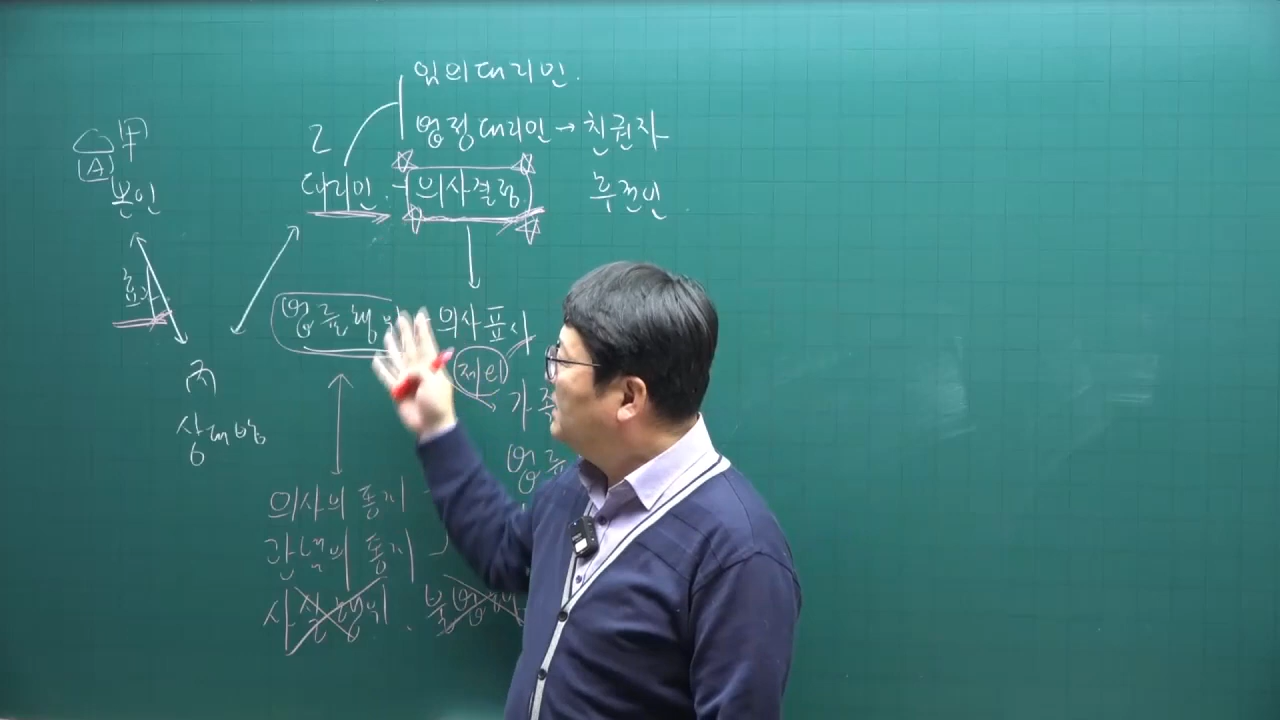 임의대리인.
법정대리인 → 친권자
후견인
甲
A
본인
乙
대리인. - 의사결정
효과
법률행위 의사표시
제외
丙
상대방
가족
법률
의사의 통지
관념의 통지
사실행위. 불법행